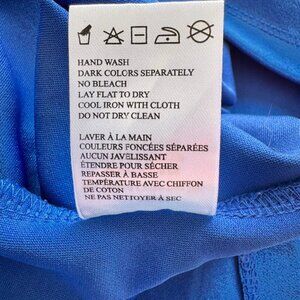 HAND WASH
DARK COLORS SEPARATELY
NO BLEACH
LAY FLAT TO DRY
COOL IRON WITH CLOTH
DO NOT DRY CLEAN
LAVER À LA MAIN
COULEURS FONCÉES SÉPARÉES
AUCUN JAVELISSANT
ÉTENDRE POUR SÉCHER
REPASSER À BASSE
TEMPÉRATURE AVEC CHIFFON
DE COTON
NE PAS NETTOYER À SEC